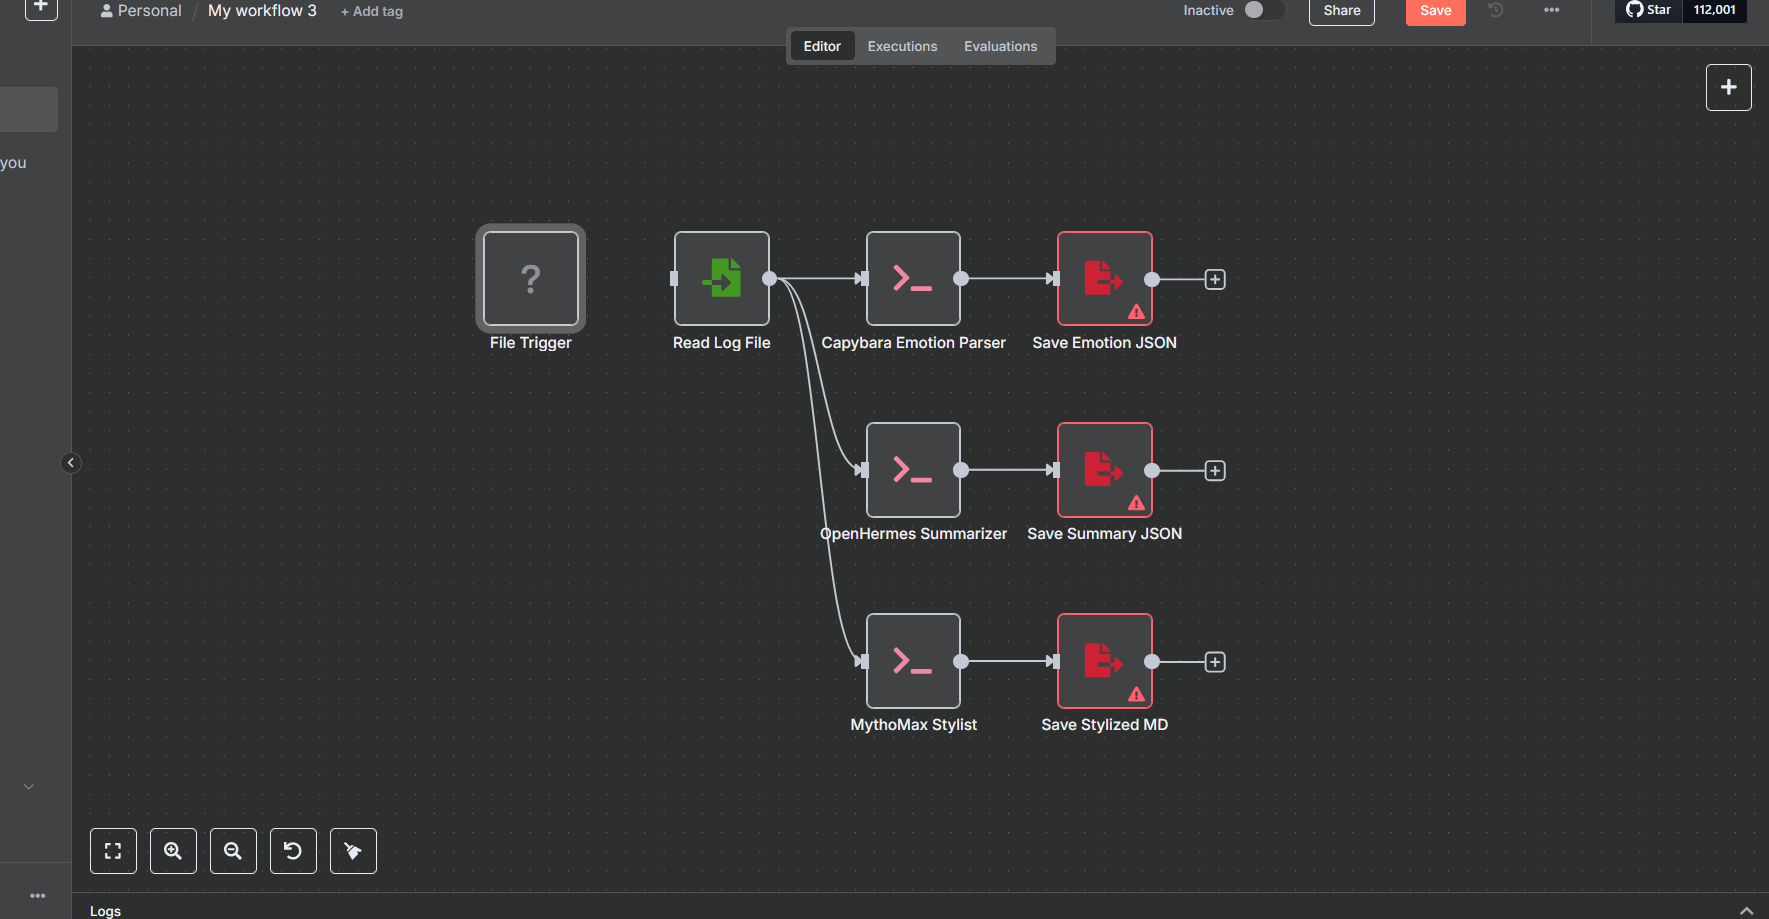 Personal / My workflow 3 + Add tag
Inactive
Share
Save
Star 112,001
Editor Executions Evaluations
you
?
File Trigger
Read Log File
Capybara Emotion Parser
Save Emotion JSON
OpenHermes Summarizer
Save Summary JSON
MythoMax Stylist
Save Stylized MD
Logs